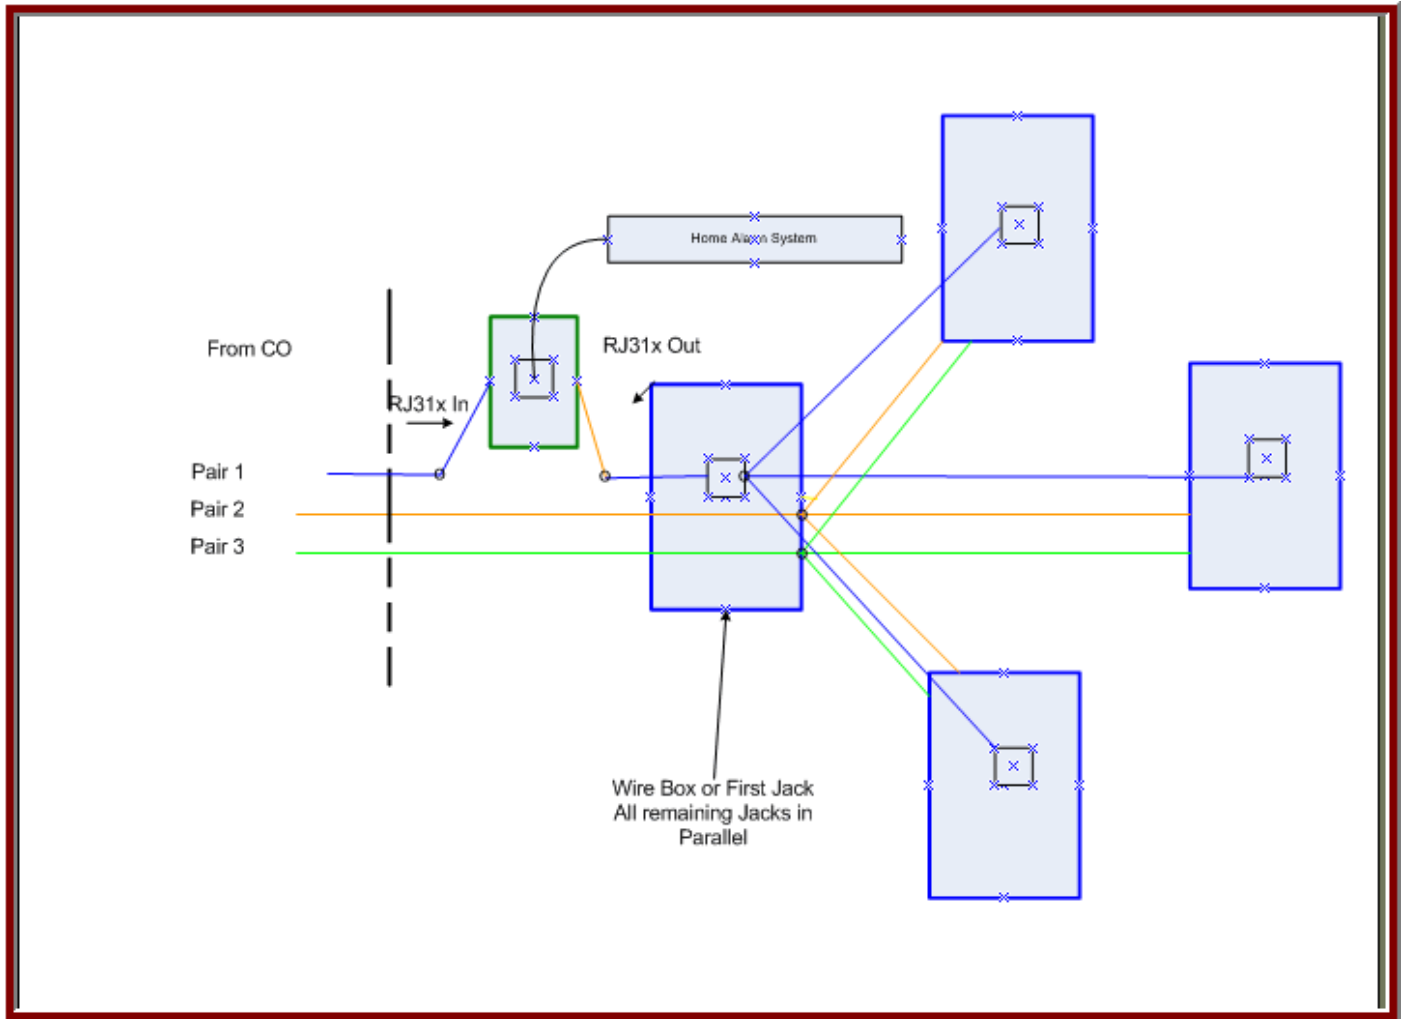 Home Alarm System
From CO
RJ31x Out
RJ31x In
Pair 1
Pair 2
Pair 3
Wire Box or First Jack
All remaining Jacks in
Parallel